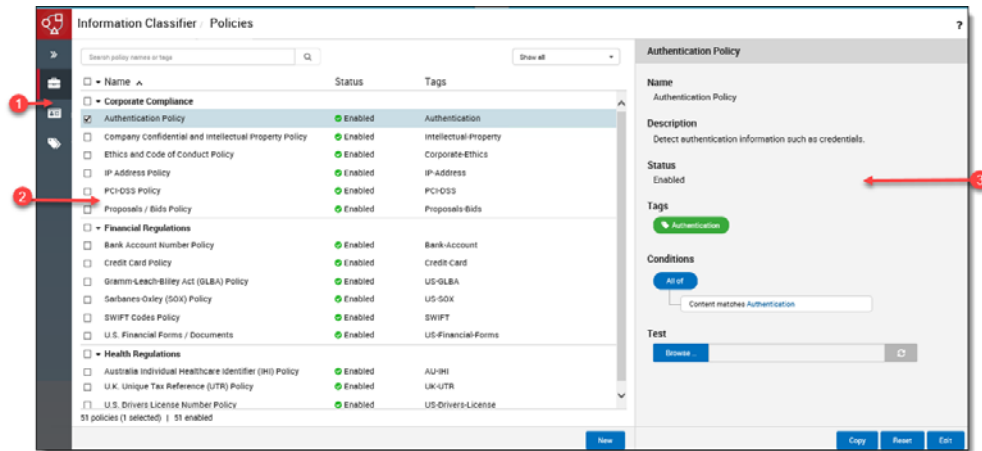 Information Classifier / Policies
?
Search policy names or tags
Show all
Name Status Tags
Corporate Compliance
Authentication Policy Enabled Authentication
Company Confidential and Intellectual Property Policy Enabled Intellectual-Property
Ethics and Code of Conduct Policy Enabled Corporate-Ethics
IP Address Policy Enabled IP-Address
PCI-DSS Policy Enabled PCI-DSS
Proposals / Bids Policy Enabled Proposals-Bids
Financial Regulations
Bank Account Number Policy Enabled Bank-Account
Credit Card Policy Enabled Credit-Card
Gramm-Leach-Bliley Act (GLBA) Policy Enabled US-GLBA
Sarbanes-Oxley (SOX) Policy Enabled US-SOX
SWIFT Codes Policy Enabled SWIFT
U.S. Financial Forms / Documents Enabled US-Financial-Forms
Health Regulations
Australia Individual Healthcare Identifier (IHI) Policy Enabled AU-IHI
U.K. Unique Tax Reference (UTR) Policy Enabled UK-UTR
U.S. Drivers License Number Policy Enabled US-Drivers-License
51 policies (1 selected) | 51 enabled
New
Authentication Policy
Name
Authentication Policy
Description
Detect authentication information such as credentials.
Status
Enabled
Tags
Authentication
Conditions
All of
Content matches Authentication
Test
Browse ...
Copy Reset Edit
1
2
3